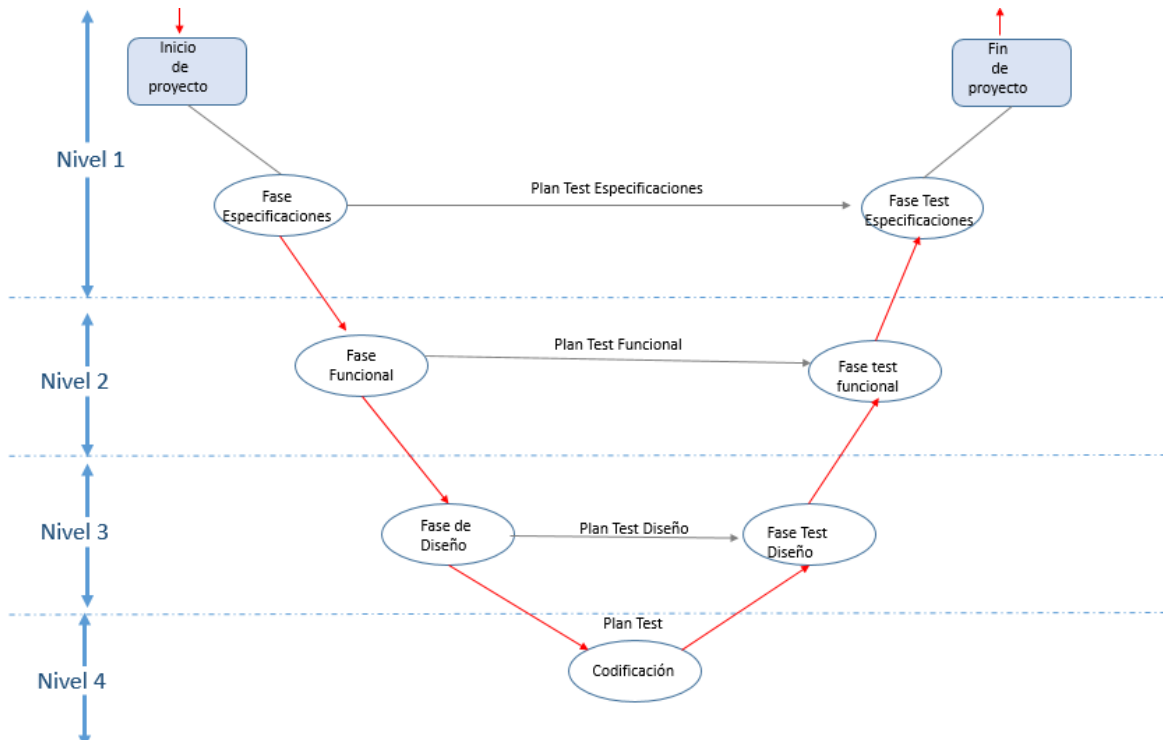 Inicio
de
proyecto
Fin
de
proyecto
Nivel 1
Fase
Especificaciones
Plan Test Especificaciones
Fase Test
Especificaciones
Nivel 2
Fase
Funcional
Plan Test Funcional
Fase test
funcional
Nivel 3
Fase de
Diseño
Plan Test Diseño
Fase Test
Diseño
Nivel 4
Plan Test
Codificación